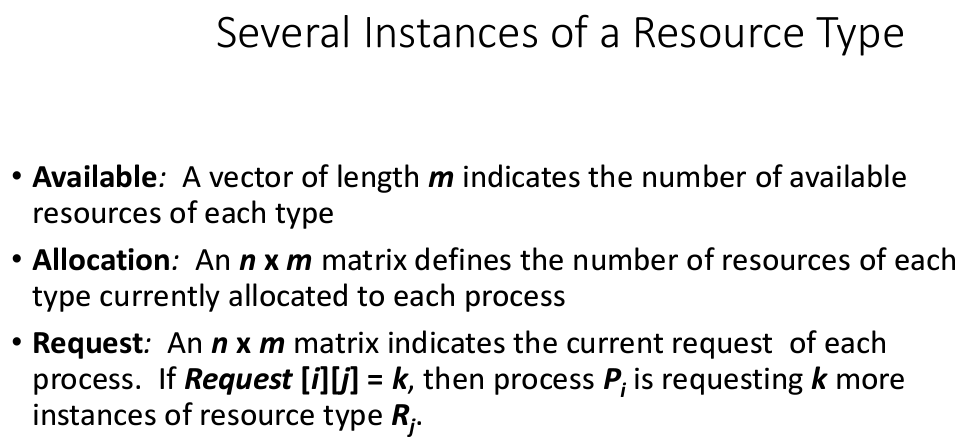 Several Instances of a Resource Type
• Available: A vector of length m indicates the number of available
resources of each type
• Allocation: An n x m matrix defines the number of resources of each
type currently allocated to each process
• Request: An n x m matrix indicates the current request of each
process. If Request [i][j] = k, then process Pi is requesting k more
instances of resource type Rj.